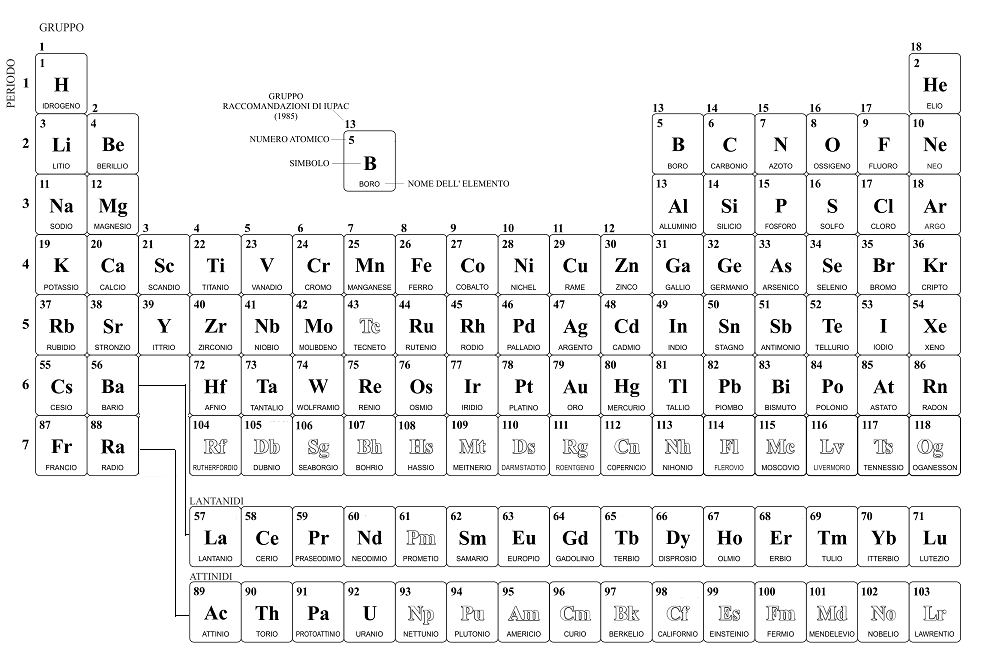 GRUPPO
PERIODO
1 18
1 2
1 H He
IDROGENO ELIO
2 13 14 15 16 17
GRUPPO
RACCOMANDAZIONI DI IUPAC
(1985)
13
NUMERO ATOMICO 5
SIMBOLO B
BORO NOME DELL' ELEMENTO
3 4 5 6 7 8 9 10
2 Li Be B C N O F Ne
LITIO BERILLIO BORO CARBONIO AZOTO OSSIGENO FLUORO NEO
11 12 13 14 15 16 17 18
3 Na Mg Al Si P S Cl Ar
SODIO MAGNESIO ALLUMINIO SILICIO FOSFORO SOLFO CLORO ARGO
3 4 5 6 7 8 9 10 11 12
19 20 21 22 23 24 25 26 27 28 29 30 31 32 33 34 35 36
4 K Ca Sc Ti V Cr Mn Fe Co Ni Cu Zn Ga Ge As Se Br Kr
POTASSIO CALCIO SCANDIO TITANIO VANADIO CROMO MANGANESE FERRO COBALTO NICHEL RAME ZINCO GALLIO GERMANIO ARSENICO SELENIO BROMO CRIPTO
37 38 39 40 41 42 43 44 45 46 47 48 49 50 51 52 53 54
5 Rb Sr Y Zr Nb Mo Tc Ru Rh Pd Ag Cd In Sn Sb Te I Xe
RUBIDIO STRONZIO ITTRIO ZIRCONIO NIOBIO MOLIBDENO TECNETO RUTENIO RODIO PALLADIO ARGENTO CADMIO INDIO STAGNO ANTIMONIO TELLURIO IODIO XENO
55 56 72 73 74 75 76 77 78 79 80 81 82 83 84 85 86
6 Cs Ba Hf Ta W Re Os Ir Pt Au Hg Tl Pb Bi Po At Rn
CESIO BARIO AFNIO TANTALIO WOLFRAMIO RENIO OSMIO IRIDIO PLATINO ORO MERCURIO TALLIO PIOMBO BISMUTO POLONIO ASTATO RADON
87 88 104 105 106 107 108 109 110 111 112 113 114 115 116 117 118
7 Fr Ra Rf Db Sg Bh Hs Mt Ds Rg Cn Nh Fl Mc Lv Ts Og
FRANCIO RADIO RUTHERFORDIO DUBNIO SEABORGIO BOHRIO HASSIO MEITNERIO DARMSTADTIO ROENTGENIO COPERNICIO NIHONIO FLEROVIO MOSCOVIO LIVERMORIO TENNESSIO OGANESSON
LANTANIDI
57 58 59 60 61 62 63 64 65 66 67 68 69 70 71
La Ce Pr Nd Pm Sm Eu Gd Tb Dy Ho Er Tm Yb Lu
LANTANIO CERIO PRASEODIMIO NEODIMIO PROMETIO SAMARIO EUROPIO GADOLINIO TERBIO DISPROSIO OLMIO ERBIO TULIO ITTERBIO LUTEZIO
ATTINIDI
89 90 91 92 93 94 95 96 97 98 99 100 101 102 103
Ac Th Pa U Np Pu Am Cm Bk Cf Es Fm Md No Lr
ATTINIO TORIO PROTOATTINIO URANIO NETTUNIO PLUTONIO AMERICIO CURIO BERKELIO CALIFORNIO EINSTEINIO FERMIO MENDELEVIO NOBELIO LAWRENTIO